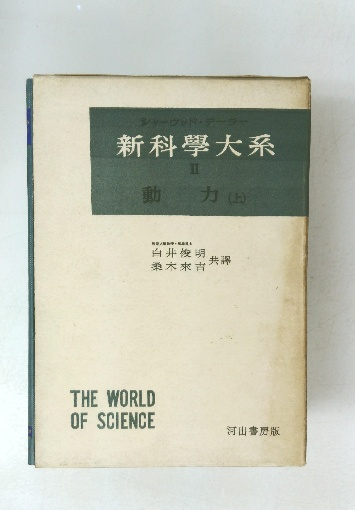 シャーウッド・テーラー
新科學大系
II
動 力 (上)
白井俊明
桑木來吉
共譯
THE WORLD
OF SCIENCE
河出書房版